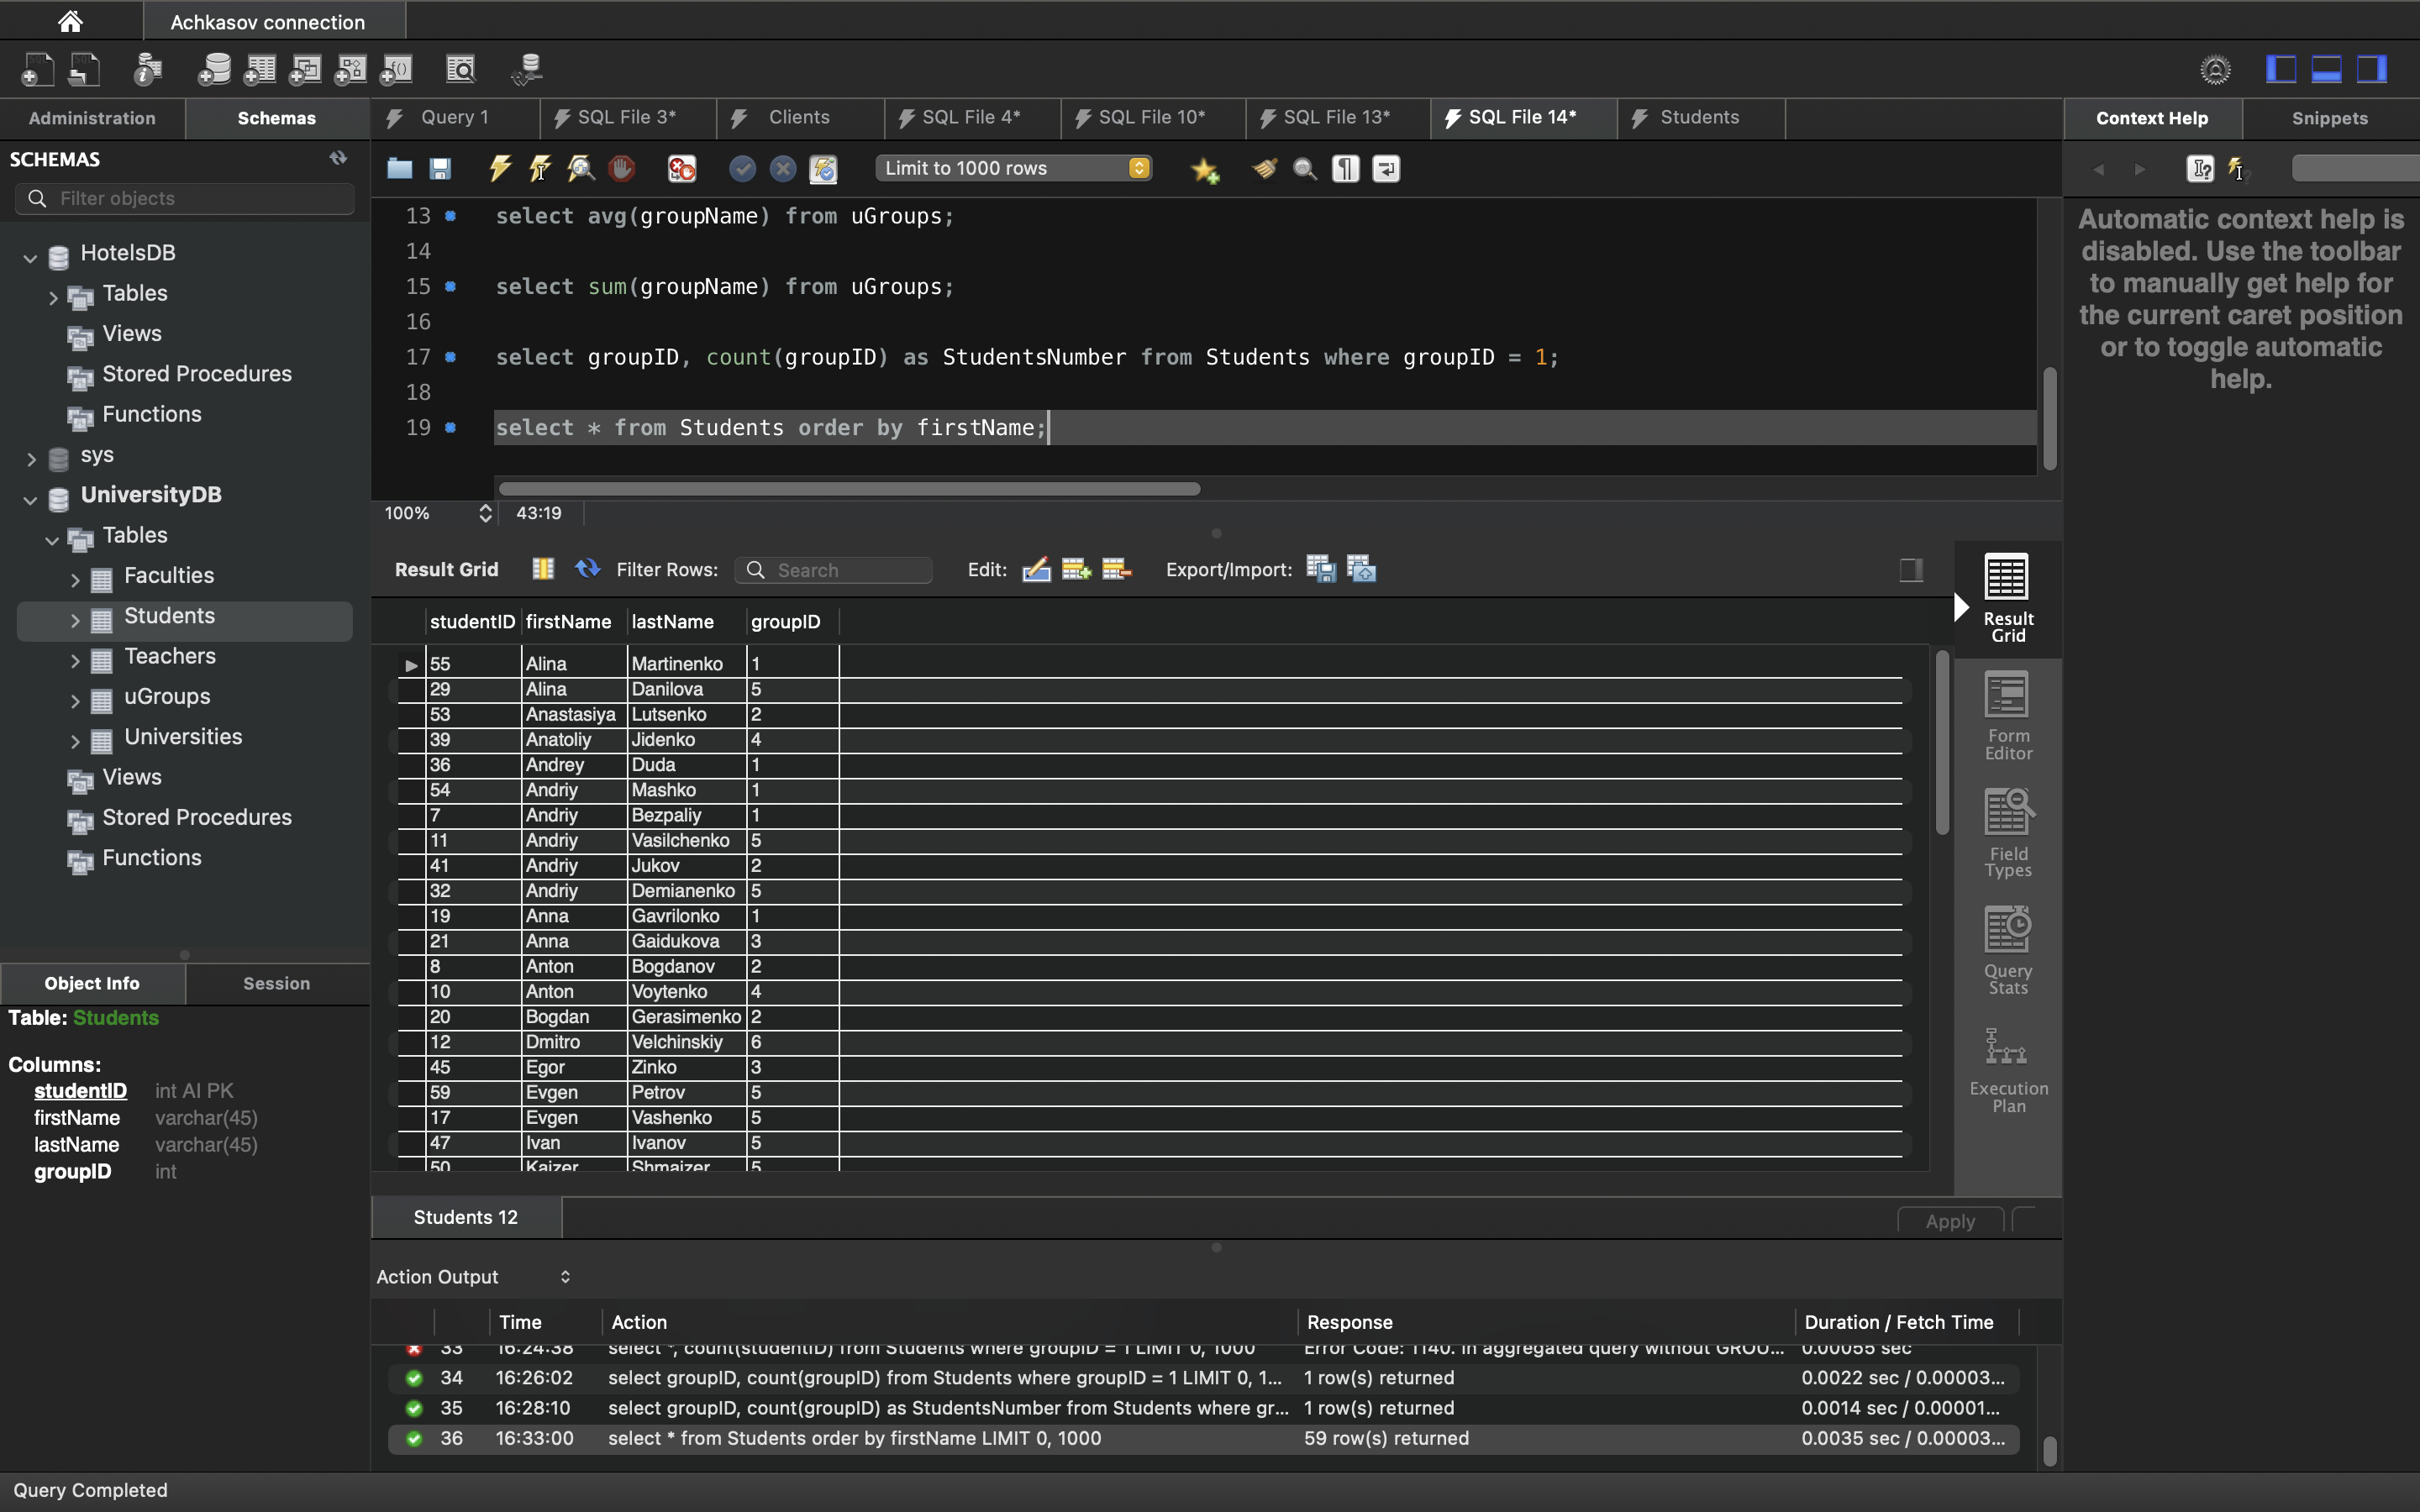 Achkasov connection
Administration
Schemas
Query 1
SQL File 3*
Clients
SQL File 4*
SQL File 10*
SQL File 13*
SQL File 14*
Students
Context Help
Snippets
SCHEMAS
Filter objects
Limit to 1000 rows
HotelsDB
Tables
Views
Stored Procedures
Functions
sys
UniversityDB
Tables
Faculties
Students
Teachers
uGroups
Universities
Views
Stored Procedures
Functions
13 select avg(groupName) from uGroups;
14
15 select sum(groupName) from uGroups;
16
17 select groupID, count(groupID) as StudentsNumber from Students where groupID = 1;
18
19 select * from Students order by firstName;
100% 43:19
Automatic context help is
disabled. Use the toolbar
to manually get help for
the current caret position
or to toggle automatic
help.
Result Grid Filter Rows: Search Edit: Export/Import:
studentID firstName lastName groupID
55 Alina Martinenko 1
29 Alina Danilova 5
53 Anastasiya Lutsenko 2
39 Anatoliy Jidenko 4
36 Andrey Duda 1
54 Andriy Mashko 1
7 Andriy Bezpaliy 1
11 Andriy Vasilchenko 5
41 Andriy Jukov 2
32 Andriy Demianenko 5
19 Anna Gavrilonko 1
21 Anna Gaidukova 3
8 Anton Bogdanov 2
10 Anton Voytenko 4
20 Bogdan Gerasimenko 2
12 Dmitro Velchinskiy 6
45 Egor Zinko 3
59 Evgen Petrov 5
17 Evgen Vashenko 5
47 Ivan Ivanov 5
50 Kaizer Shmaizer 5
Result
Grid
Form
Editor
Field
Types
Query
Stats
Execution
Plan
Object Info
Session
Table: Students
Columns:
studentID int AI PK
firstName varchar(45)
lastName varchar(45)
groupID int
Students 12
Apply
Action Output
Time Action Response Duration / Fetch Time
33 16:24:38 select *, count(studentID) from Students where groupID = 1 LIMIT 0, 1000 Error Code: 1140. In aggregated query without GROU... 0.00055 sec
34 16:26:02 select groupID, count(groupID) from Students where groupID = 1 LIMIT 0, 1... 1 row(s) returned 0.0022 sec / 0.00003...
35 16:28:10 select groupID, count(groupID) as StudentsNumber from Students where gr... 1 row(s) returned 0.0014 sec / 0.00001...
36 16:33:00 select * from Students order by firstName LIMIT 0, 1000 59 row(s) returned 0.0035 sec / 0.00003...
Query Completed